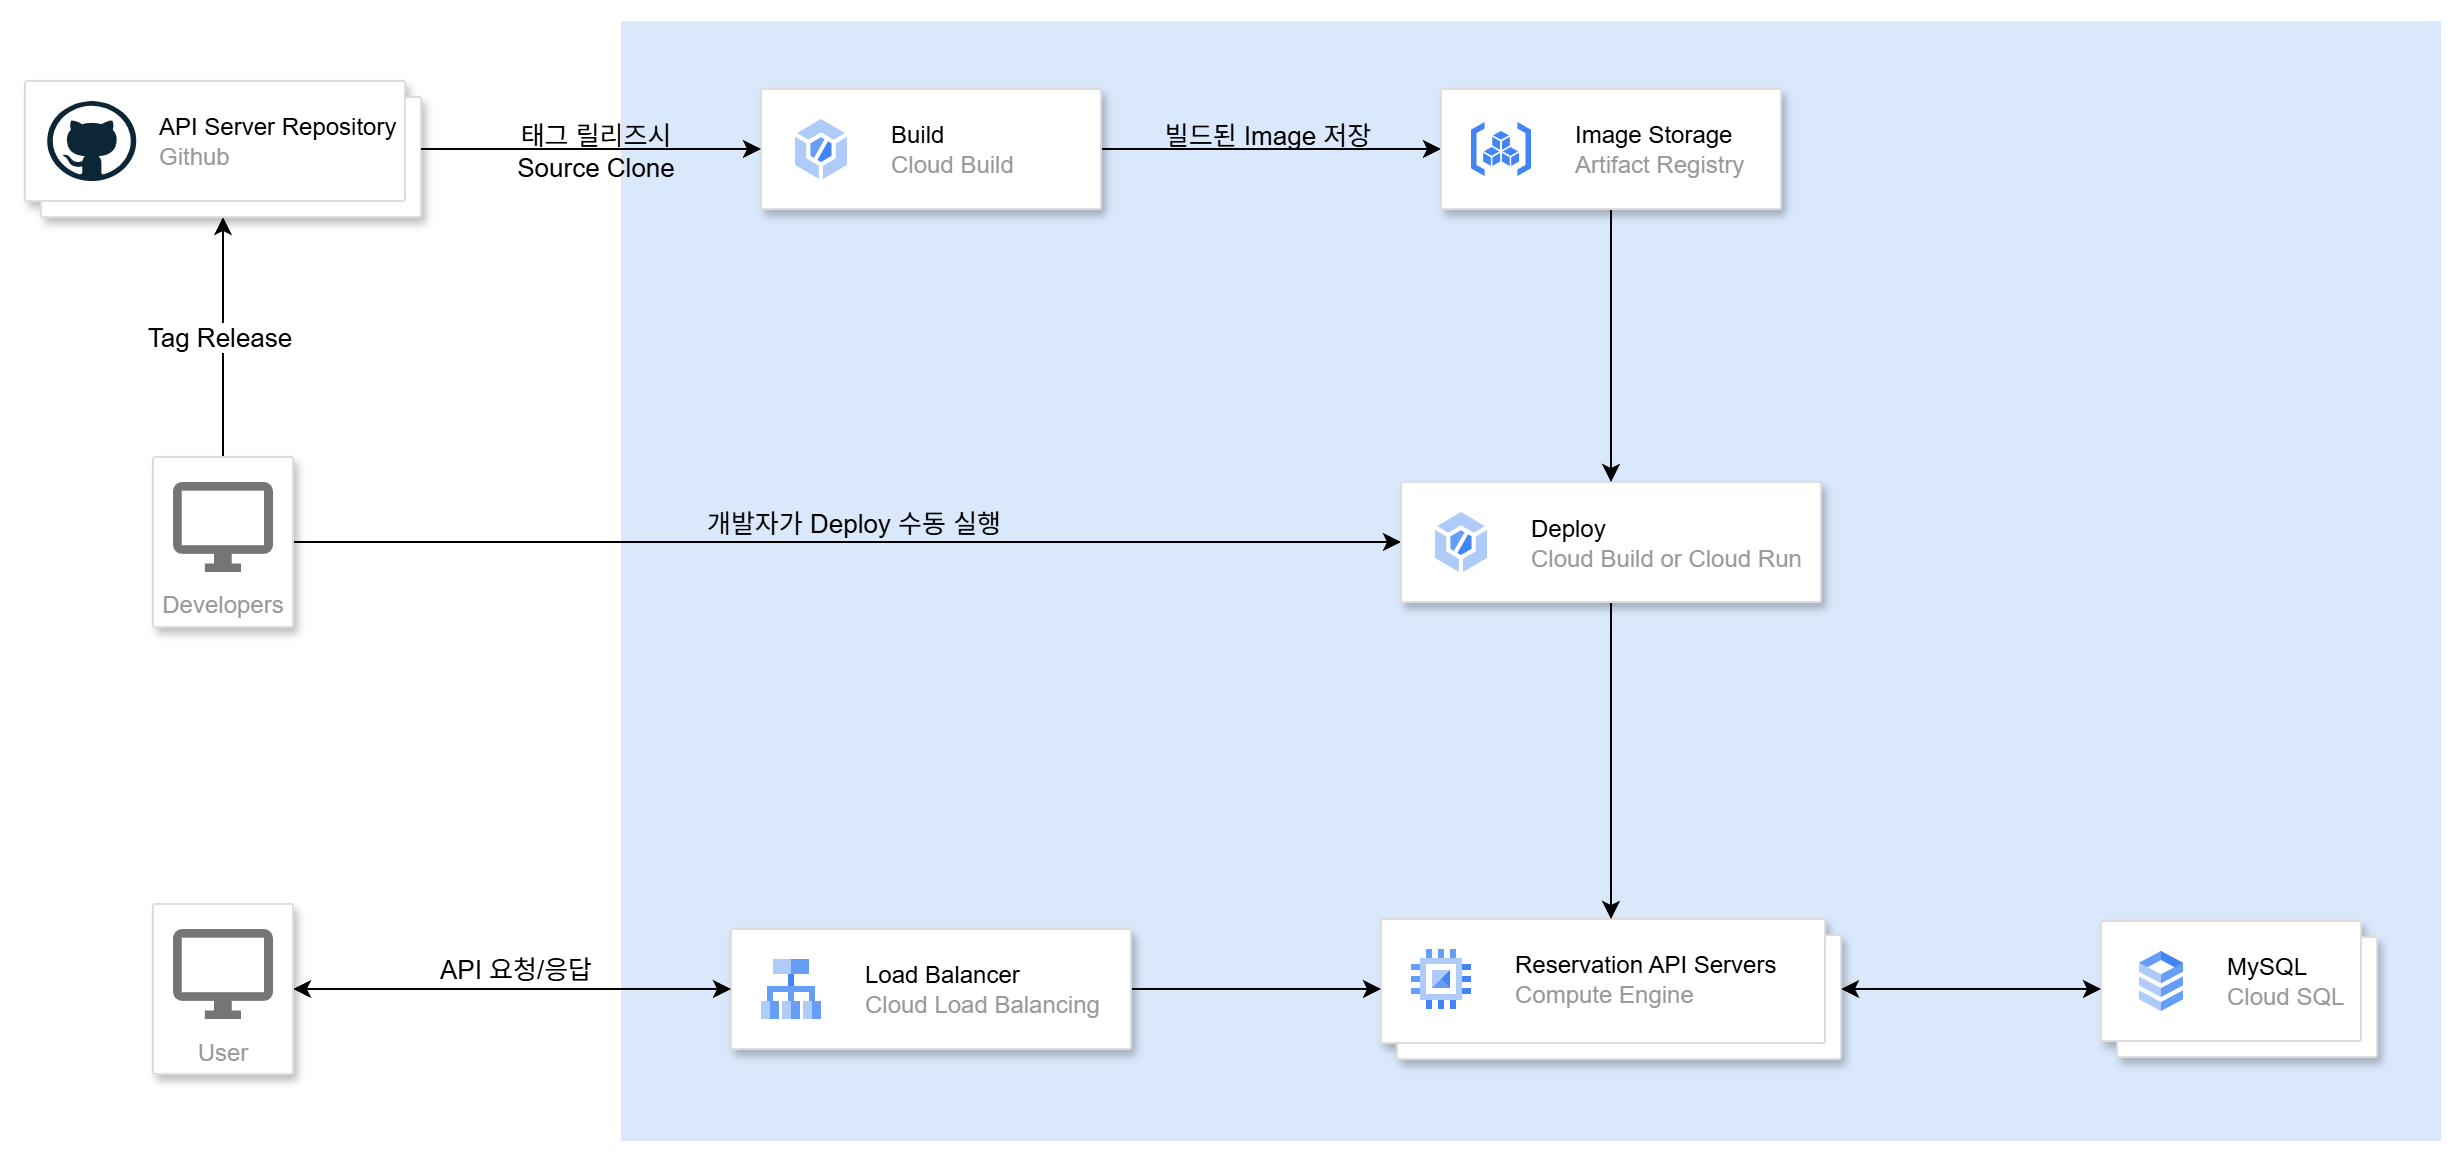 API Server Repository
Github
태그 릴리즈시
Source Clone
Build
Cloud Build
빌드된 Image 저장
Image Storage
Artifact Registry
Tag Release
Developers
개발자가 Deploy 수동 실행
Deploy
Cloud Build or Cloud Run
User
API 요청/응답
Load Balancer
Cloud Load Balancing
Reservation API Servers
Compute Engine
MySQL
Cloud SQL